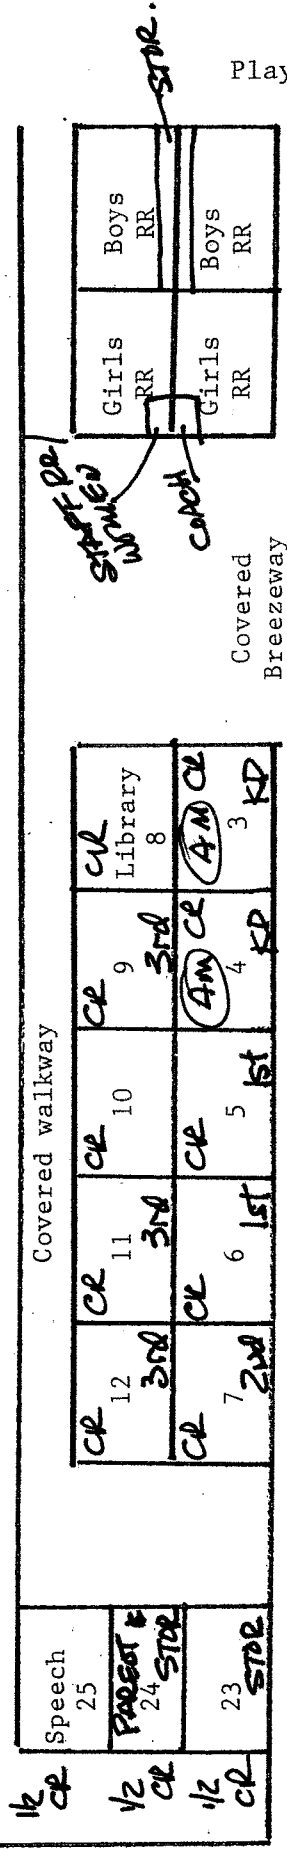 Covered walkway
Play
1/2
CR
Speech
25
1/2
CR
PARENT &
24
STOR
1/2
CR
23
STOR
CR
12
3rd
CR
11
3rd
CR
10
CR
9
3rd
CR
Library
8
CR
7
2nd
CR
6
1st
CR
5
1st
AM CR
4
KD
AM CR
3
KD
Covered
Breezeway
STAFF RR
WOMEN
COACH
Girls
RR
Boys
RR
Girls
RR
Boys
RR
STOR.